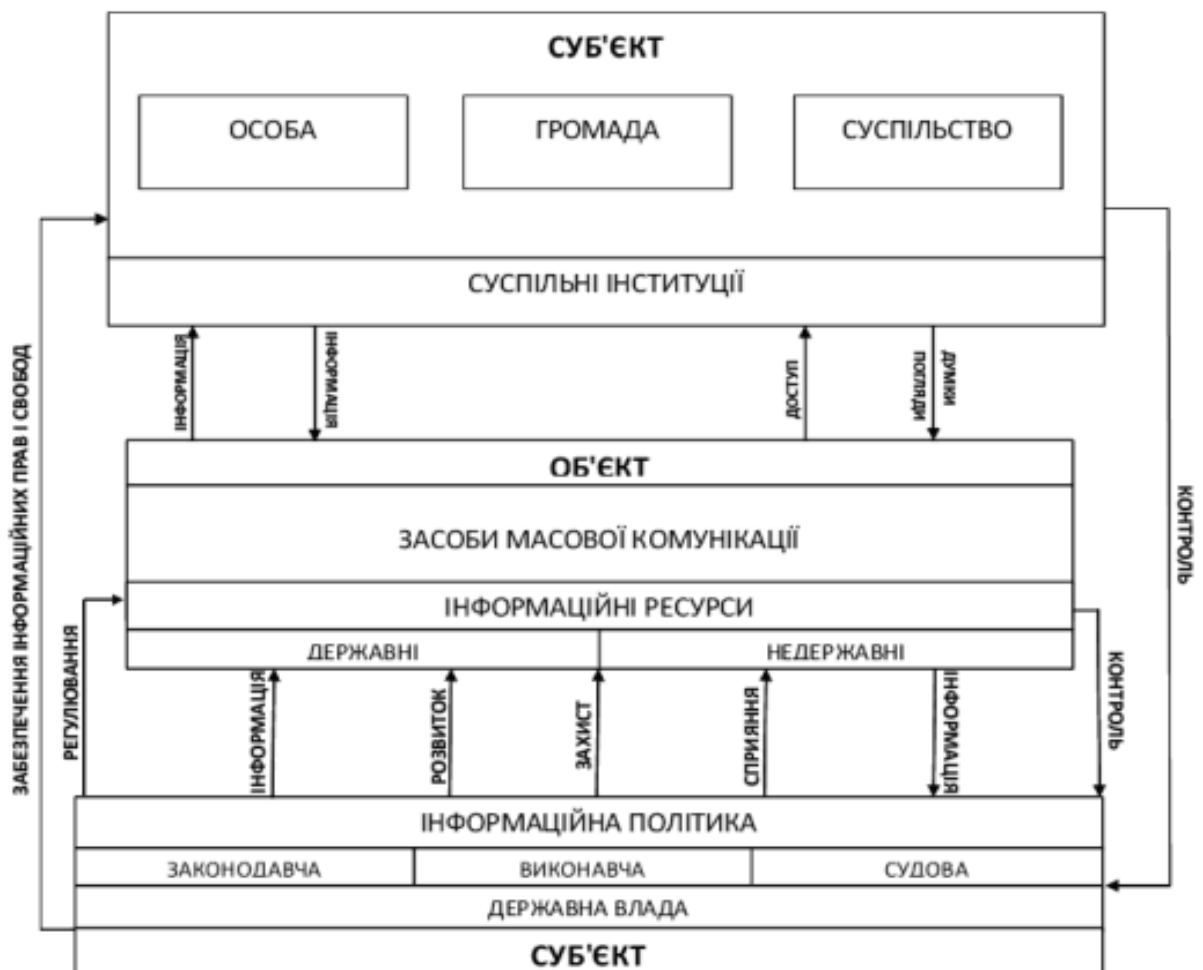 СУБ'ЄКТ
ОСОБА
ГРОМАДА
СУСПІЛЬСТВО
СУСПІЛЬНІ ІНСТИТУЦІЇ
ІНФОРМАЦІЯ
ІНФОРМАЦІЯ
ДОСТУП
ДУМКИ
ПОГЛЯДИ
ЗАБЕЗПЕЧЕННЯ ІНФОРМАЦІЙНИХ ПРАВ І СВОБОД
КОНТРОЛЬ
ОБ'ЄКТ
ЗАСОБИ МАСОВОЇ КОМУНІКАЦІЇ
ІНФОРМАЦІЙНІ РЕСУРСИ
ДЕРЖАВНІ
НЕДЕРЖАВНІ
РЕГУЛЮВАННЯ
ІНФОРМАЦІЯ
РОЗВИТОК
ЗАХИСТ
СПРИЯННЯ
ІНФОРМАЦІЯ
КОНТРОЛЬ
ІНФОРМАЦІЙНА ПОЛІТИКА
ЗАКОНОДАВЧА
ВИКОНАВЧА
СУДОВА
ДЕРЖАВНА ВЛАДА
СУБ'ЄКТ